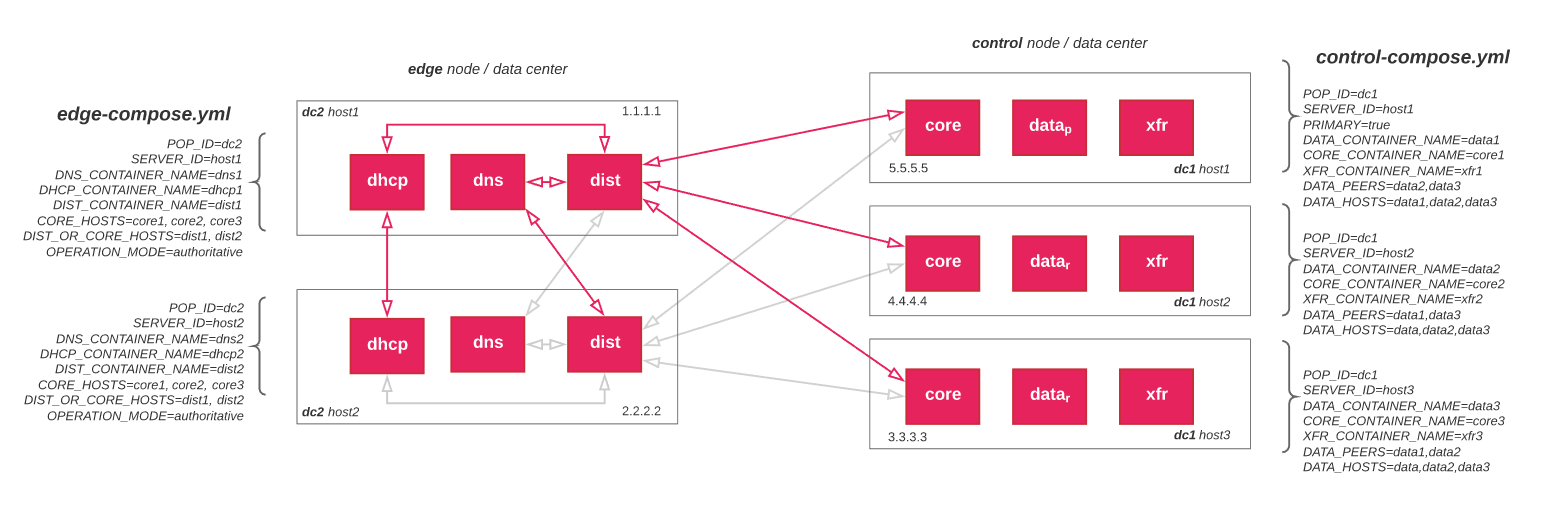 control node / data center
control-compose.yml
edge node / data center
edge-compose.yml
POP_ID=dc2
SERVER_ID=host1
DNS_CONTAINER_NAME=dns1
DHCP_CONTAINER_NAME=dhcp1
DIST_CONTAINER_NAME=dist1
CORE_HOSTS=core1, core2, core3
DIST_OR_CORE_HOSTS=dist1, dist2
OPERATION_MODE=authoritative
dc2 host1
1.1.1.1
dhcp
dns
dist
POP_ID=dc2
SERVER_ID=host2
DNS_CONTAINER_NAME=dns2
DHCP_CONTAINER_NAME=dhcp2
DIST_CONTAINER_NAME=dist2
CORE_HOSTS=core1, core2, core3
DIST_OR_CORE_HOSTS=dist1, dist2
OPERATION_MODE=authoritative
dhcp
dns
dist
dc2 host2
2.2.2.2
core
datap
xfr
5.5.5.5
dc1 host1
POP_ID=dc1
SERVER_ID=host1
PRIMARY=true
DATA_CONTAINER_NAME=data1
CORE_CONTAINER_NAME=core1
XFR_CONTAINER_NAME=xfr1
DATA_PEERS=data2,data3
DATA_HOSTS=data1,data2,data3
core
datar
xfr
4.4.4.4
dc1 host2
POP_ID=dc1
SERVER_ID=host2
DATA_CONTAINER_NAME=data2
CORE_CONTAINER_NAME=core2
XFR_CONTAINER_NAME=xfr2
DATA_PEERS=data1,data3
DATA_HOSTS=data,data2,data3
core
datar
xfr
3.3.3.3
dc1 host3
POP_ID=dc1
SERVER_ID=host3
DATA_CONTAINER_NAME=data3
CORE_CONTAINER_NAME=core3
XFR_CONTAINER_NAME=xfr3
DATA_PEERS=data1,data2
DATA_HOSTS=data,data2,data3